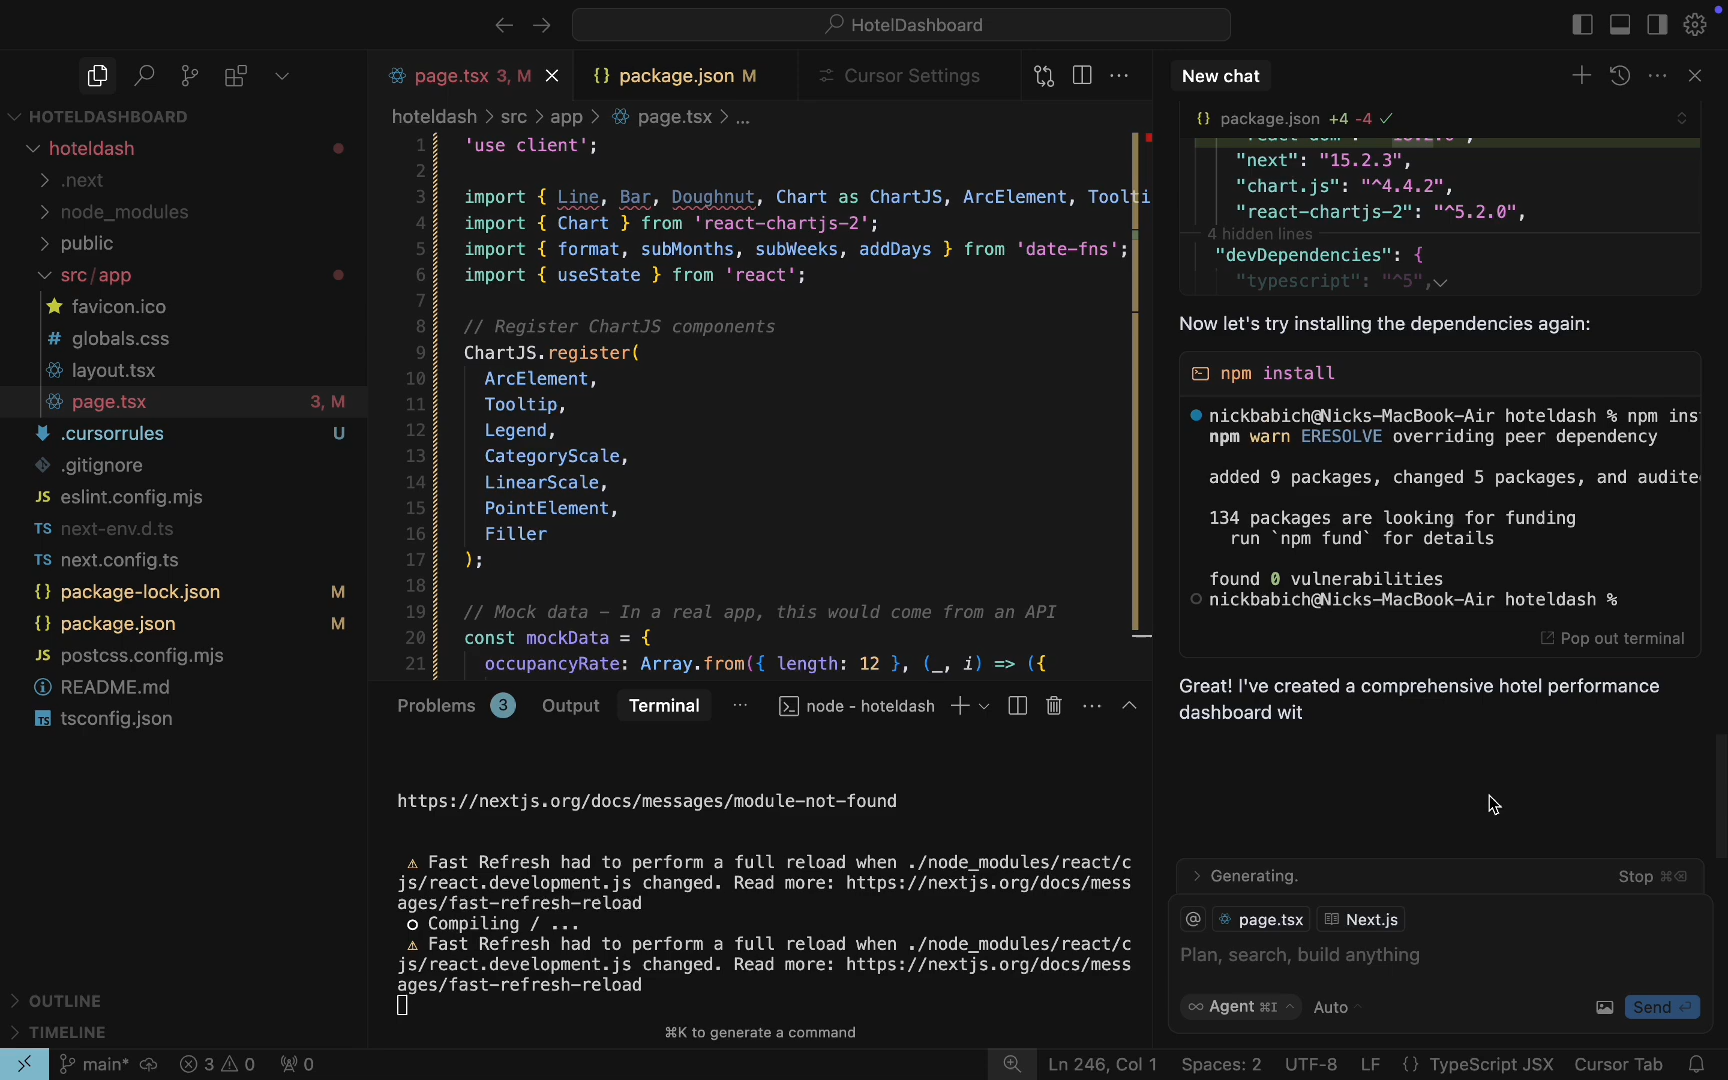 HotelDashboard
page.tsx 3, M
{} package.json M
Cursor Settings
New chat
HOTELDASHBOARD
hoteldash
.next
node_modules
public
src/app
favicon.ico
# globals.css
layout.tsx
page.tsx 3, M
.cursorrules U
.gitignore
JS eslint.config.mjs
TS next-env.d.ts
TS next.config.ts
{} package-lock.json M
{} package.json M
JS postcss.config.mjs
README.md
TS tsconfig.json
OUTLINE
TIMELINE
hoteldash > src > app > page.tsx > ...
1 'use client';
2
3 import { Line, Bar, Doughnut, Chart as ChartJS, ArcElement, Toolti
4 import { Chart } from 'react-chartjs-2';
5 import { format, subMonths, subWeeks, addDays } from 'date-fns';
6 import { useState } from 'react';
7
8 // Register ChartJS components
9 ChartJS.register(
10 ArcElement,
11 Tooltip,
12 Legend,
13 CategoryScale,
14 LinearScale,
15 PointElement,
16 Filler
17 );
18
19 // Mock data – In a real app, this would come from an API
20 const mockData = {
21 occupancyRate: Array.from({ length: 12 }, (_, i) => ({
Problems 3 Output Terminal ... node - hoteldash
https://nextjs.org/docs/messages/module-not-found
⚠ Fast Refresh had to perform a full reload when ./node_modules/react/c
js/react.development.js changed. Read more: https://nextjs.org/docs/mess
ages/fast-refresh-reload
○ Compiling / ...
⚠ Fast Refresh had to perform a full reload when ./node_modules/react/c
js/react.development.js changed. Read more: https://nextjs.org/docs/mess
ages/fast-refresh-reload
⌘K to generate a command
{} package.json +4 -4 ✓
"next": "15.2.3",
"chart.js": "^4.4.2",
"react-chartjs-2": "^5.2.0",
4 hidden lines
"devDependencies": {
"typescript": "^5",
Now let's try installing the dependencies again:
npm install
nickbabich@Nicks-MacBook-Air hoteldash % npm ins
npm warn ERESOLVE overriding peer dependency
added 9 packages, changed 5 packages, and audite
134 packages are looking for funding
run `npm fund` for details
found 0 vulnerabilities
nickbabich@Nicks-MacBook-Air hoteldash %
Pop out terminal
Great! I've created a comprehensive hotel performance
dashboard wit
Generating. Stop ⌘⌫
@ page.tsx Next.js
Plan, search, build anything
∞ Agent ⌘I Auto
Send
main* 3 0 0
Ln 246, Col 1 Spaces: 2 UTF-8 LF {} TypeScript JSX Cursor Tab